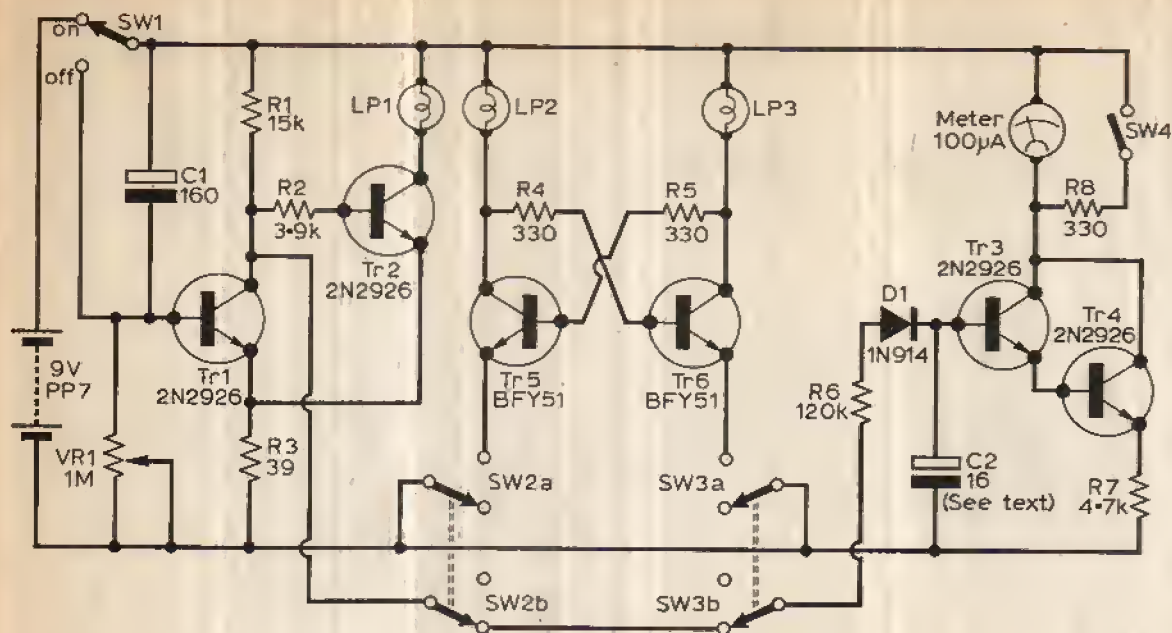 on
SW1
off
R1
15k
LP1
LP2
LP3
Meter
100µA
SW4
C1
160
R2
3·9k
R4
330
R5
330
R8
330
Tr2
2N2926
Tr3
2N2926
D1
1N914
Tr4
2N2926
9V
PP7
Tr1
2N2926
Tr5
BFY51
Tr6
BFY51
R6
120k
VR1
1M
R3
39
SW2a
SW3a
C2
16
(See text)
R7
4·7k
SW2b
SW3b